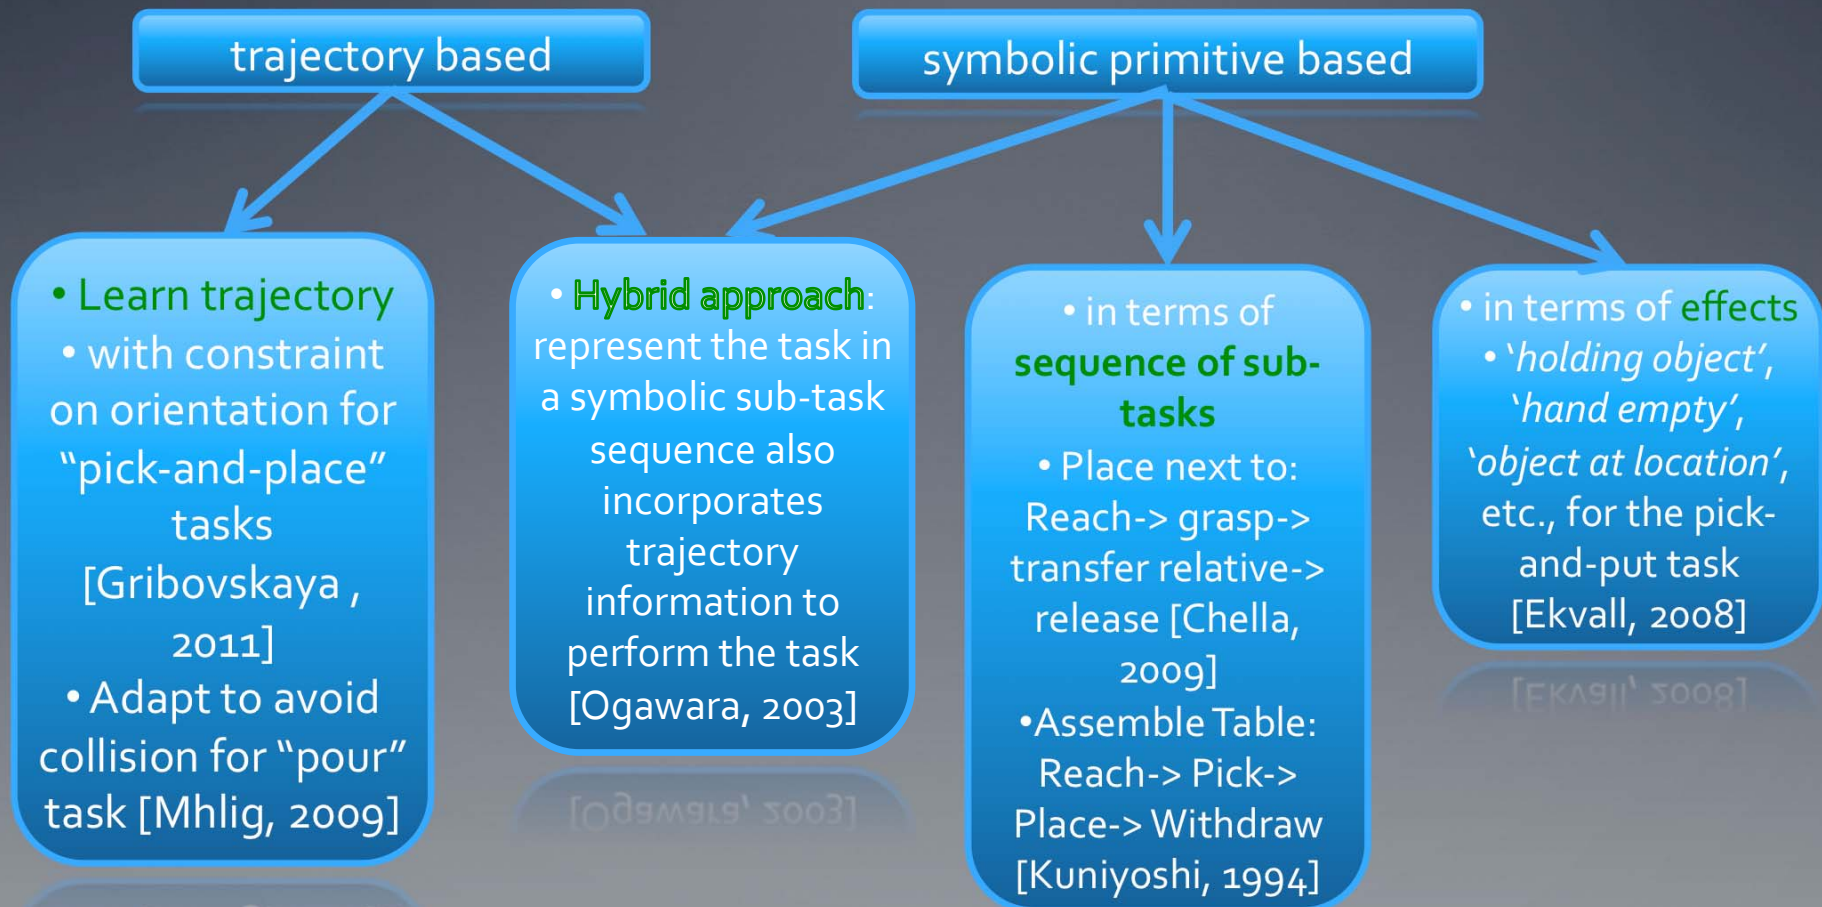 trajectory based
symbolic primitive based
• Learn trajectory
• with constraint
on orientation for
“pick-and-place”
tasks
[Gribovskaya ,
2011]
• Adapt to avoid
collision for “pour”
task [Mhlig, 2009]
• Hybrid approach:
represent the task in
a symbolic sub-task
sequence also
incorporates
trajectory
information to
perform the task
[Ogawara, 2003]
• in terms of
sequence of sub-
tasks
• Place next to:
Reach-> grasp->
transfer relative->
release [Chella,
2009]
•Assemble Table:
Reach-> Pick->
Place-> Withdraw
[Kuniyoshi, 1994]
• in terms of effects
• ‘holding object’,
‘hand empty’,
‘object at location’,
etc., for the pick-
and-put task
[Ekvall, 2008]